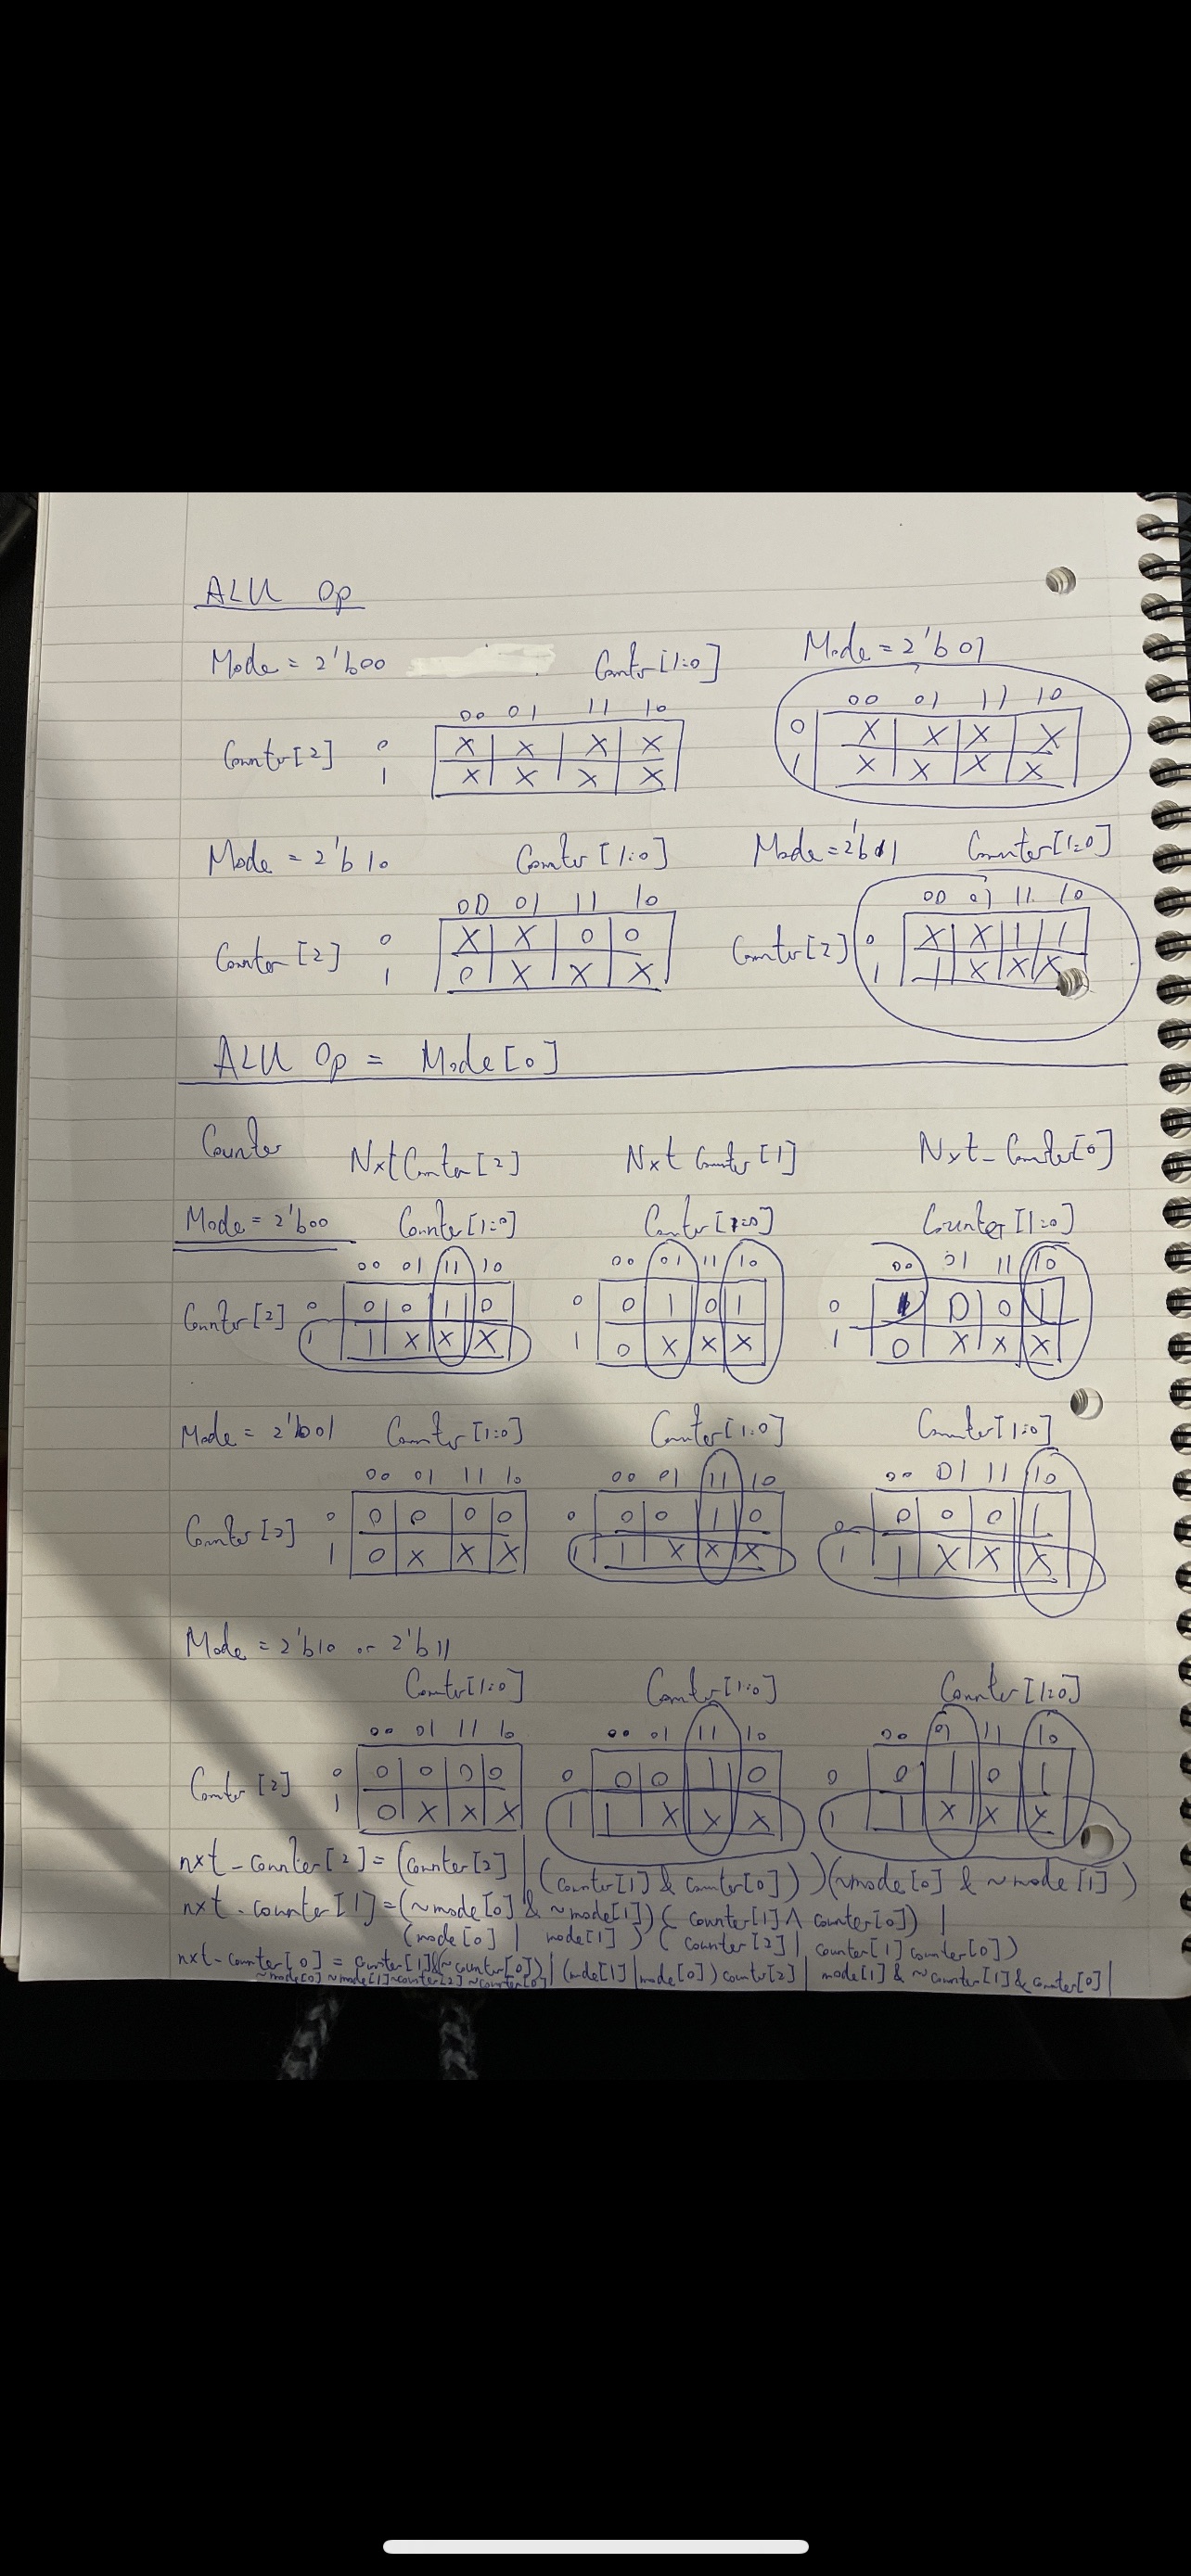 ALU Op
Mode = 2'b00 Counter[1:0] Mode = 2'b01
00 01 11 10 00 01 11 10
Counter[2] 0 X X X X 0 X X X X
1 X X X X 1 X X X X
Mode = 2'b10 Counter[1:0] Mode = 2'b01 Counter[1:0]
00 01 11 10 00 01 11 10
Counter[2] 0 X X 0 0 Counter[2] 0 X X 1 1
1 0 X X X 1 1 X X X
ALU Op = Mode[0]
Counter Nxt Counter[2] Nxt Counter[1] Nxt_Counter[0]
Mode = 2'b00 Counter[1:0] Counter[1:0] Counter[1:0]
00 01 11 10 00 01 11 10 00 01 11 10
Counter[2] 0 0 0 1 0 0 0 1 0 1 0 1 0 0 1
1 1 X X X 1 0 X X X 1 0 X X X
Mode = 2'b01 Counter[1:0] Counter[1:0] Counter[1:0]
00 01 11 10 00 01 11 10 00 01 11 10
Counter[2] 0 0 0 0 0 0 0 0 1 0 0 0 0 0 1
1 0 X X X 1 1 X X X 1 1 X X X
Mode = 2'b10 or 2'b11
Counter[1:0] Counter[1:0] Counter[1:0]
00 01 11 10 00 01 11 10 00 01 11 10
Counter[2] 0 0 0 0 0 0 0 0 1 0 0 0 1 0 1
1 0 X X X 1 1 X X X 1 1 X X X
nxt_counter[2] = (counter[2] | (counter[1] & counter[0]))(~mode[0] & ~mode[1])
nxt_counter[1] = (~mode[0] & ~mode[1])(counter[1] ^ counter[0]) |
(mode[0] | mode[1])(counter[2] | counter[1] counter[0])
nxt_counter[0] = counter[1]&(~counter[0]) | (mode[1] | mode[0]) counter[2] | mode[1] & ~counter[1] & counter[0] |
~mode[0] ~mode[1] ~counter[2] ~counter[0]